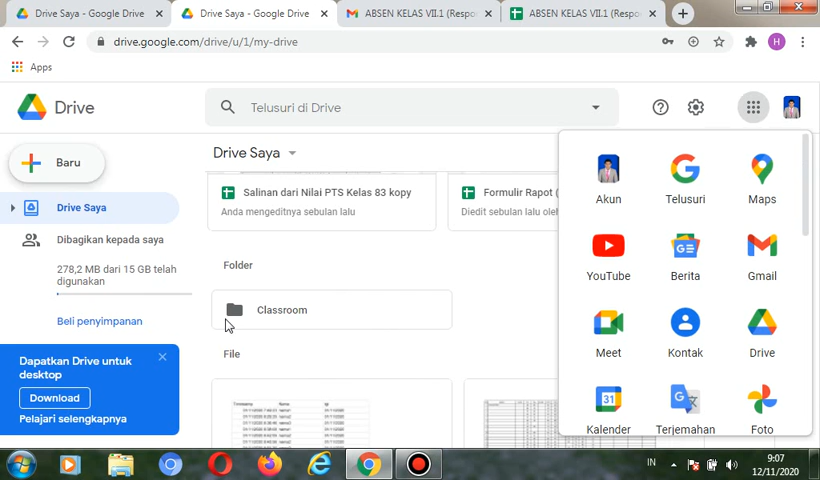 Drive Saya - Google Drive
Drive Saya - Google Drive
ABSEN KELAS VII.1 (Respo
ABSEN KELAS VII.1 (Respo
drive.google.com/drive/u/1/my-drive
H
Apps
Drive
Telusuri di Drive
Baru
Drive Saya
Dibagikan kepada saya
278,2 MB dari 15 GB telah
digunakan
Beli penyimpanan
Dapatkan Drive untuk
desktop
Download
Pelajari selengkapnya
Drive Saya
Salinan dari Nilai PTS Kelas 83 kopy
Anda mengeditnya sebulan lalu
Formulir Rapot (
Diedit sebulan lalu oleh
Folder
Classroom
File
Akun
Telusuri
Maps
YouTube
Berita
Gmail
Meet
Kontak
Drive
31
Kalender
Terjemahan
Foto
IN
9:07
12/11/2020